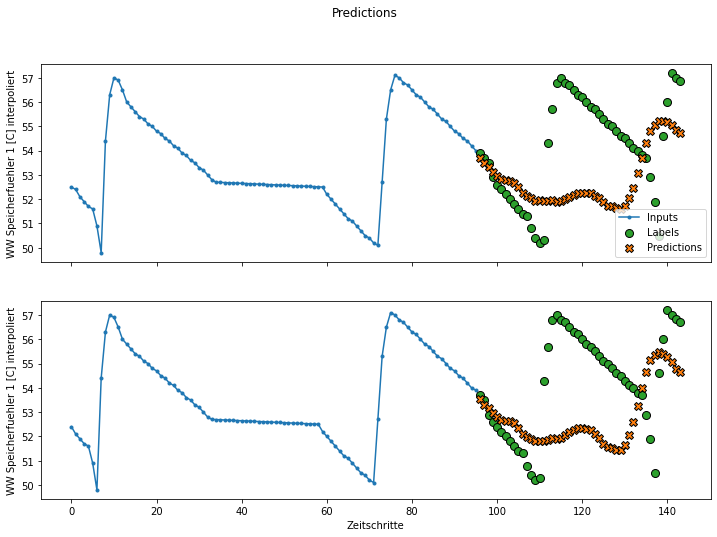 Predictions
WW Speicherfuehler 1 [C] interpoliert
57
56
55
54
53
52
51
50
Inputs
Labels
Predictions
WW Speicherfuehler 1 [C] interpoliert
57
56
55
54
53
52
51
50
0 20 40 60 80 100 120 140
Zeitschritte